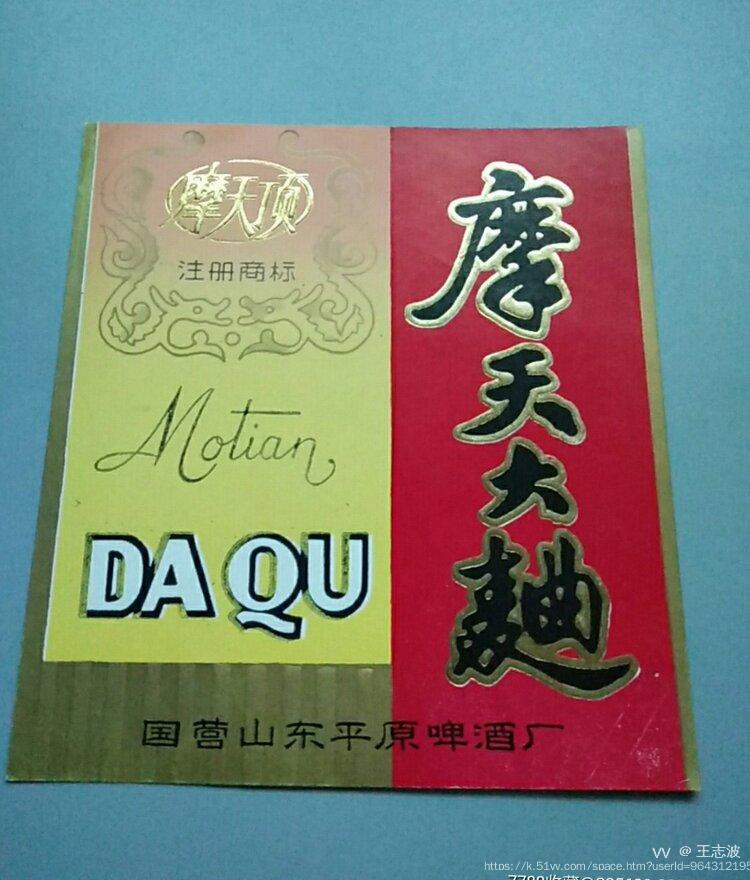 摩天顶
注册商标
Motian
DA QU
摩天大麯
国营山东平原啤酒厂
@ 王志波